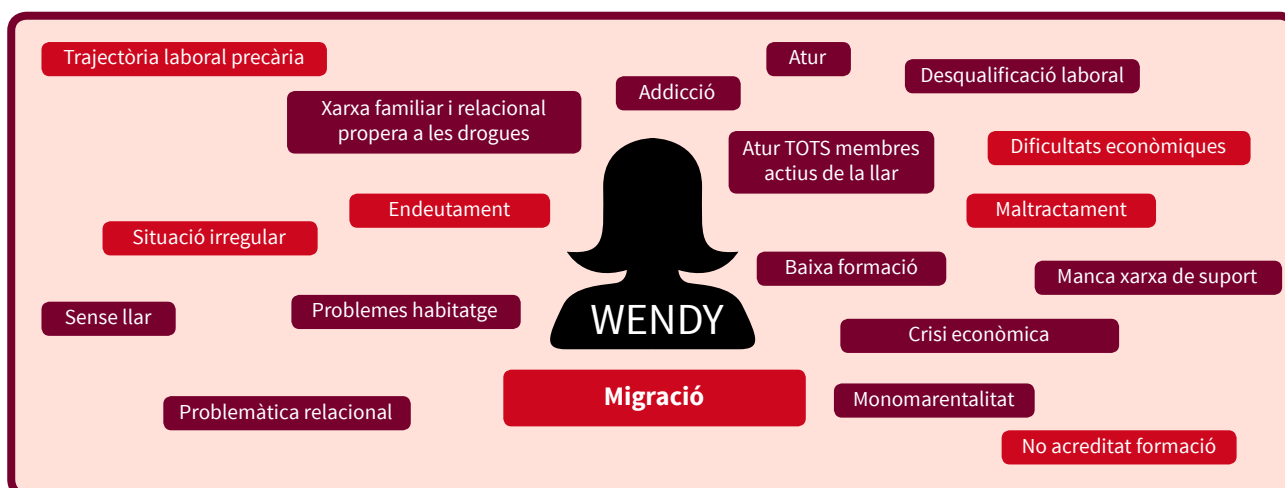 Trajectòria laboral precària
Atur
Desqualificació laboral
Addicció
Xarxa familiar i relacional
propera a les drogues
Atur TOTS membres
actius de la llar
Dificultats econòmiques
Endeutament
Maltractament
Situació irregular
Baixa formació
Manca xarxa de suport
Sense llar
Problemes habitatge
WENDY
Crisi econòmica
Migració
Monomarentalitat
Problemàtica relacional
No acreditat formació